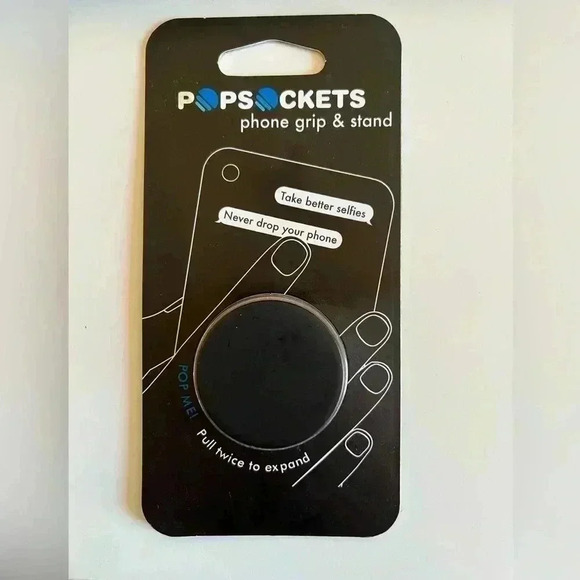 POPSOCKETS
phone grip & stand
Take better selfies
Never drop your phone
POP ME!
Pull twice to expand